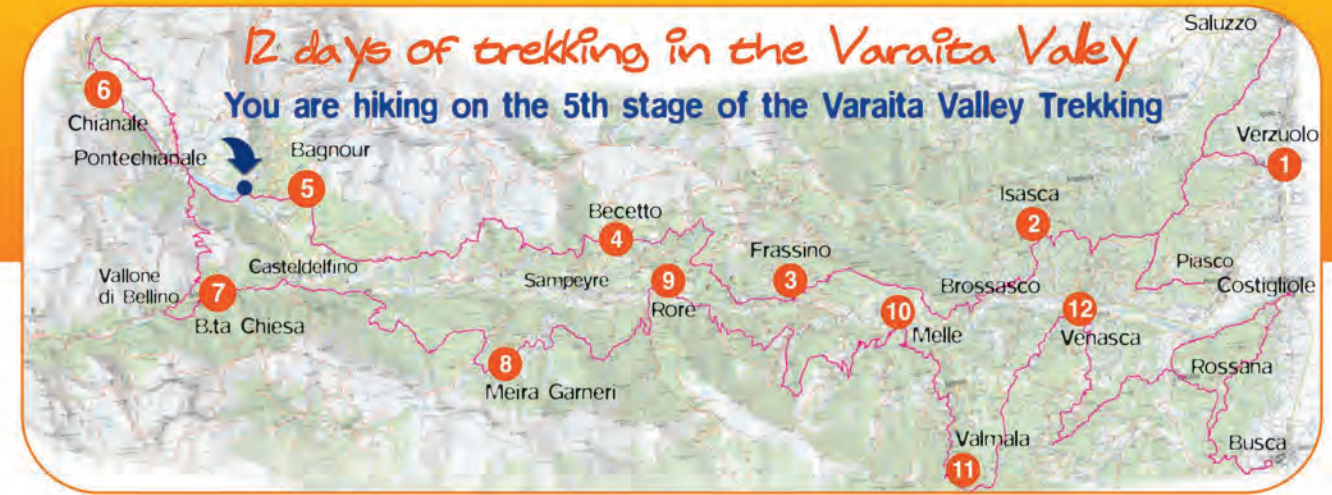 12 days of trekking in the Varaita Valley
You are hiking on the 5th stage of the Varaita Valley Trekking
Saluzzo
6
Chianale
Pontechianale
Bagnour
5
Verzuolo
1
Isasca
2
Becetto
4
Frassino
3
Piasco
Costigliole
Vallone
di Bellino
7
B.ta Chiesa
Casteldelfino
Sampeyre
9
Rore
Brossasco
10
Melle
12
Venasca
8
Meira Garneri
Rossana
Valmala
11
Busca